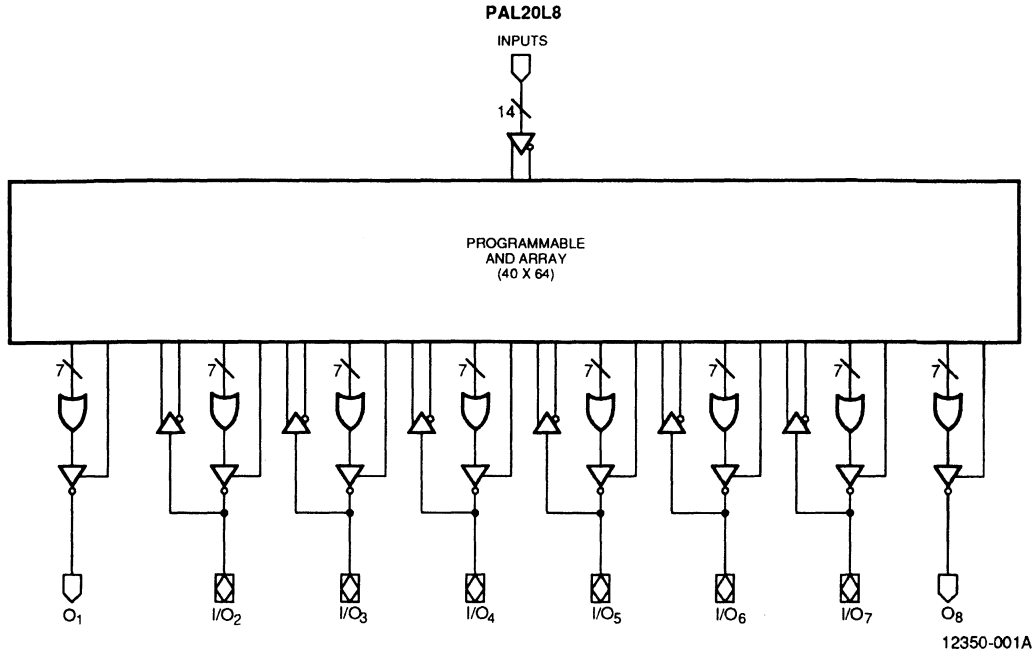 PAL20L8
INPUTS
14
PROGRAMMABLE
AND ARRAY
(40 X 64)
7 7 7 7 7 7 7 7
O1 I/O2 I/O3 I/O4 I/O5 I/O6 I/O7 O8
12350-001A